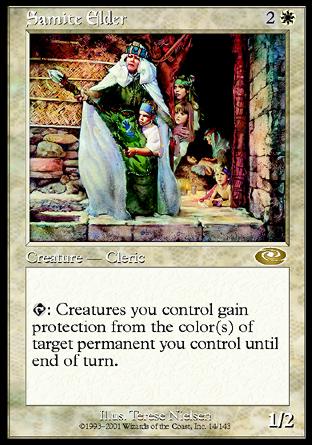 Samite Elder 2
Creature — Cleric
: Creatures you control gain
protection from the color(s) of
target permanent you control until
end of turn.
Illus. Terese Nielsen
©1993-2001 Wizards of the Coast, Inc. 14/143
1/2